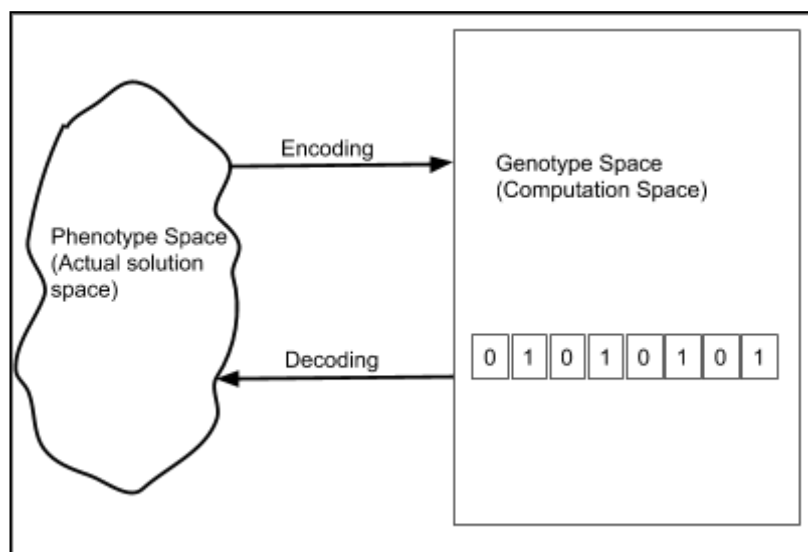 Encoding
Genotype Space
(Computation Space)
Phenotype Space
(Actual solution
space)
0 1 0 1 0 1 0 1
Decoding